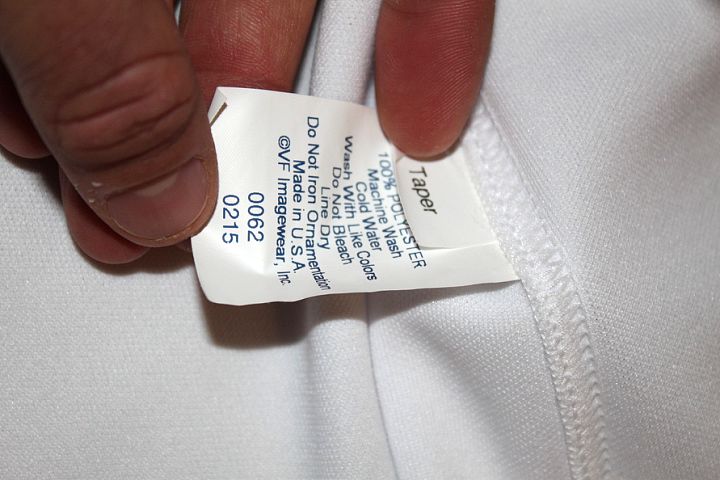 Taper
100% POLYESTER
Machine Wash
Cold Water
Wash With Like Colors
Do Not Bleach
Line Dry
Do Not Iron Ornamentation
Made in U.S.A.
©VF Imagewear, Inc.
0062
0215